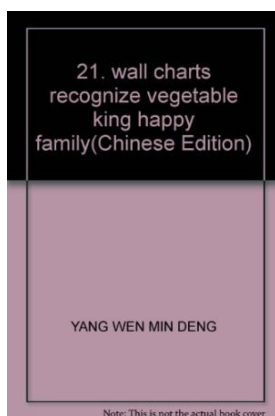 21. wall charts
recognize vegetable
king happy
family(Chinese Edition)
YANG WEN MIN DENG
Note: This is not the actual book cover